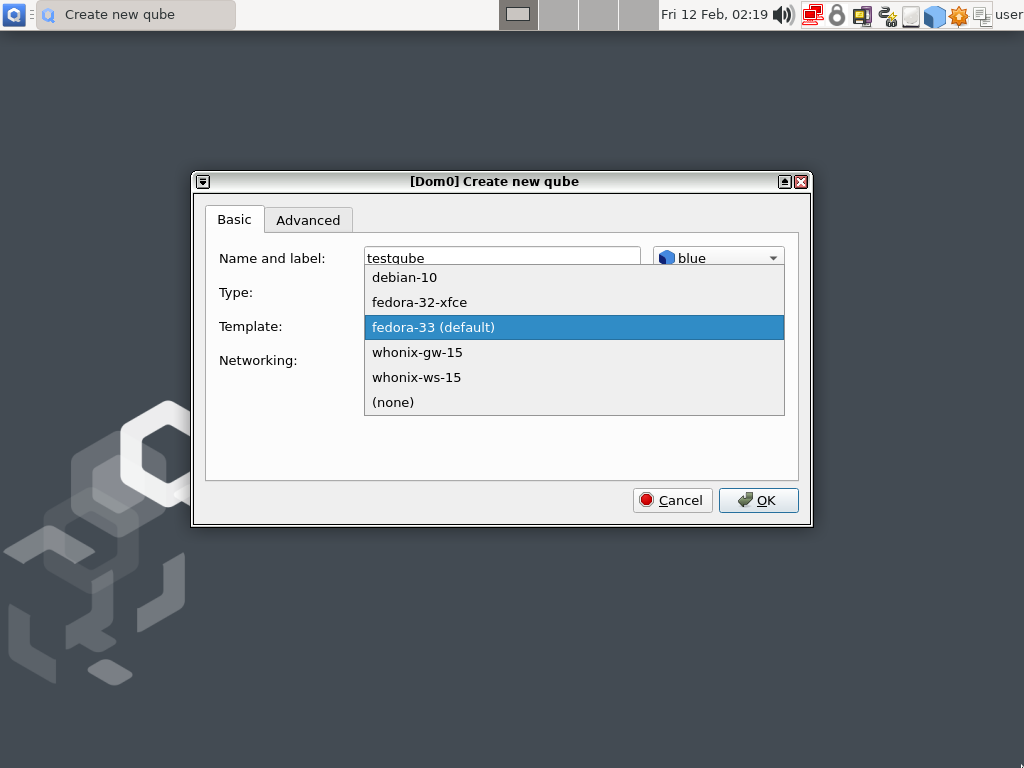 Create new qube
Fri 12 Feb, 02:19
user
[Dom0] Create new qube
Basic
Advanced
Name and label:
testqube
blue
Type:
Template:
Networking:
debian-10
fedora-32-xfce
fedora-33 (default)
whonix-gw-15
whonix-ws-15
(none)
Cancel
OK